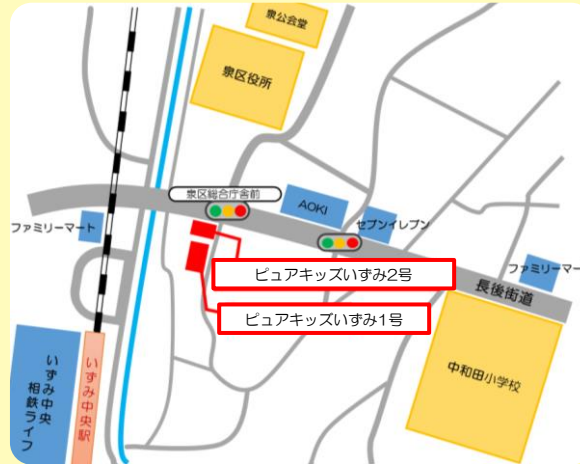 泉公会堂
泉区役所
泉区総合庁舎前
AOKI
セブンイレブン
ファミリーマート
ファミリーマー
ピュアキッズいずみ2号
長後街道
ピュアキッズいずみ1号
中和田小学校
いずみ中央
相鉄ライフ
いずみ中央駅